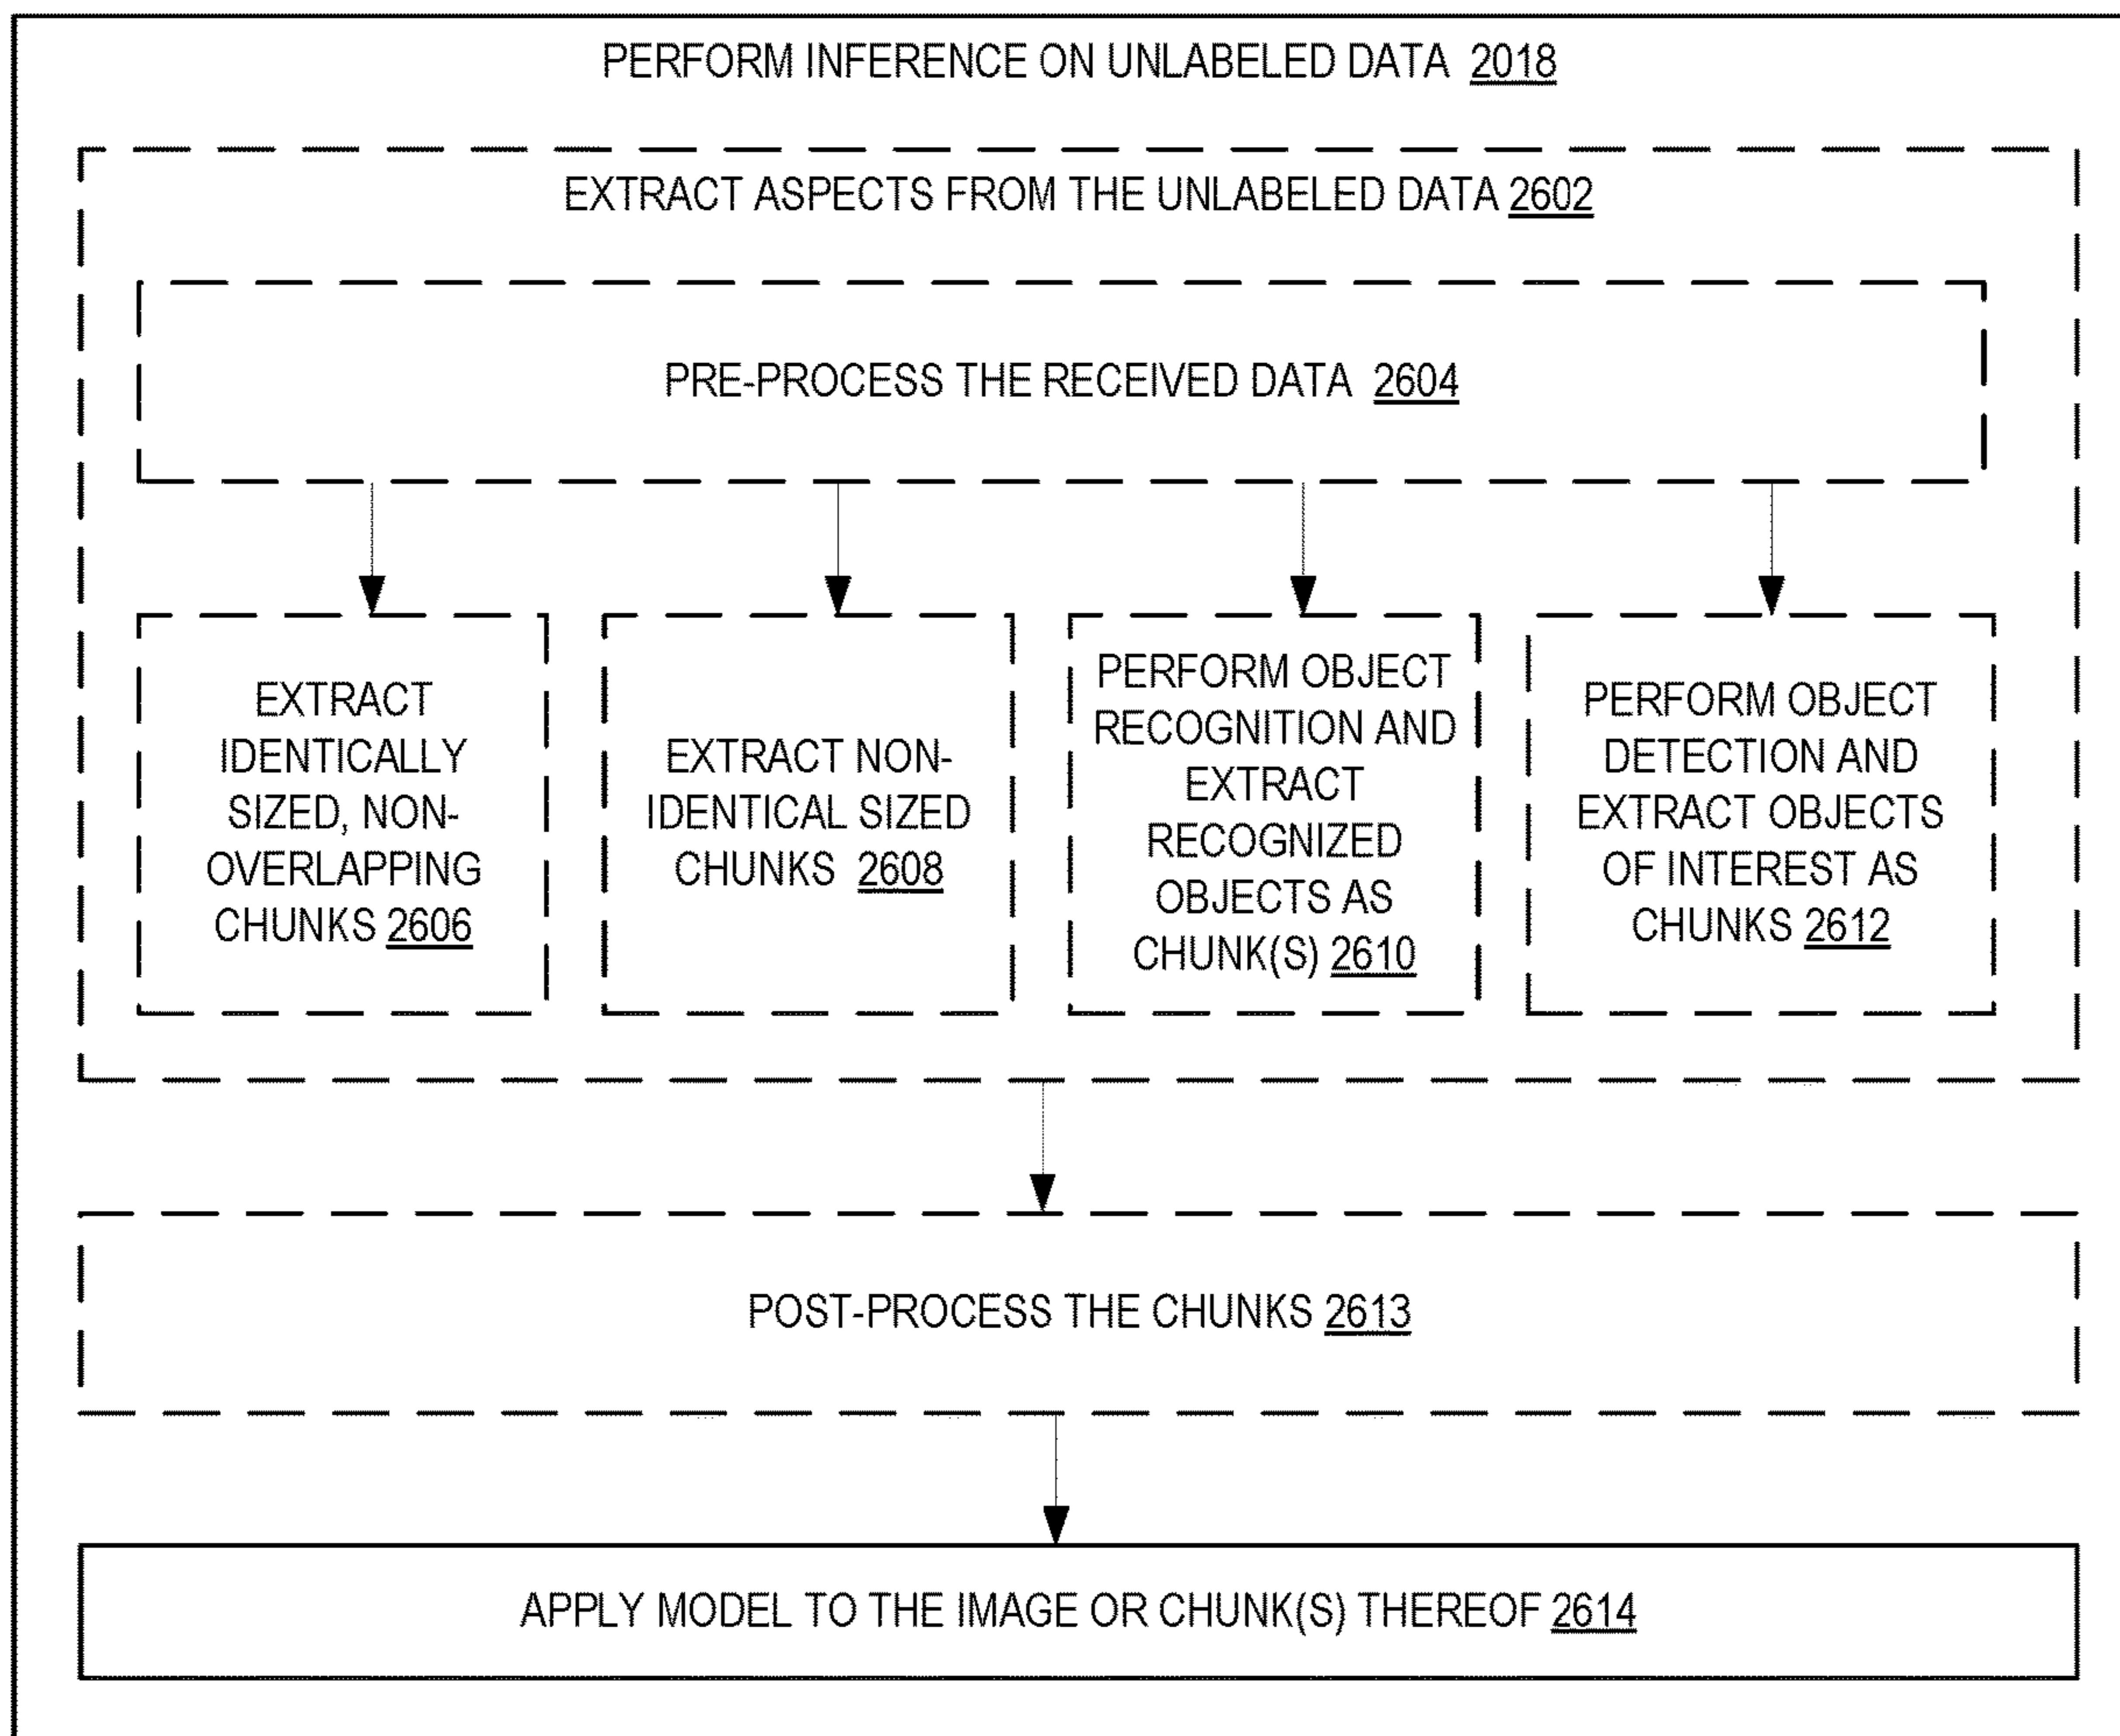 PERFORM INFERENCE ON UNLABELED DATA 2018
EXTRACT ASPECTS FROM THE UNLABELED DATA 2602
PRE-PROCESS THE RECEIVED DATA 2604
EXTRACT
IDENTICALLY
SIZED, NON-
OVERLAPPING
CHUNKS 2606
EXTRACT NON-
IDENTICAL SIZED
CHUNKS 2608
PERFORM OBJECT
RECOGNITION AND
EXTRACT
RECOGNIZED
OBJECTS AS
CHUNK(S) 2610
PERFORM OBJECT
DETECTION AND
EXTRACT OBJECTS
OF INTEREST AS
CHUNKS 2612
POST-PROCESS THE CHUNKS 2613
APPLY MODEL TO THE IMAGE OR CHUNK(S) THEREOF 2614